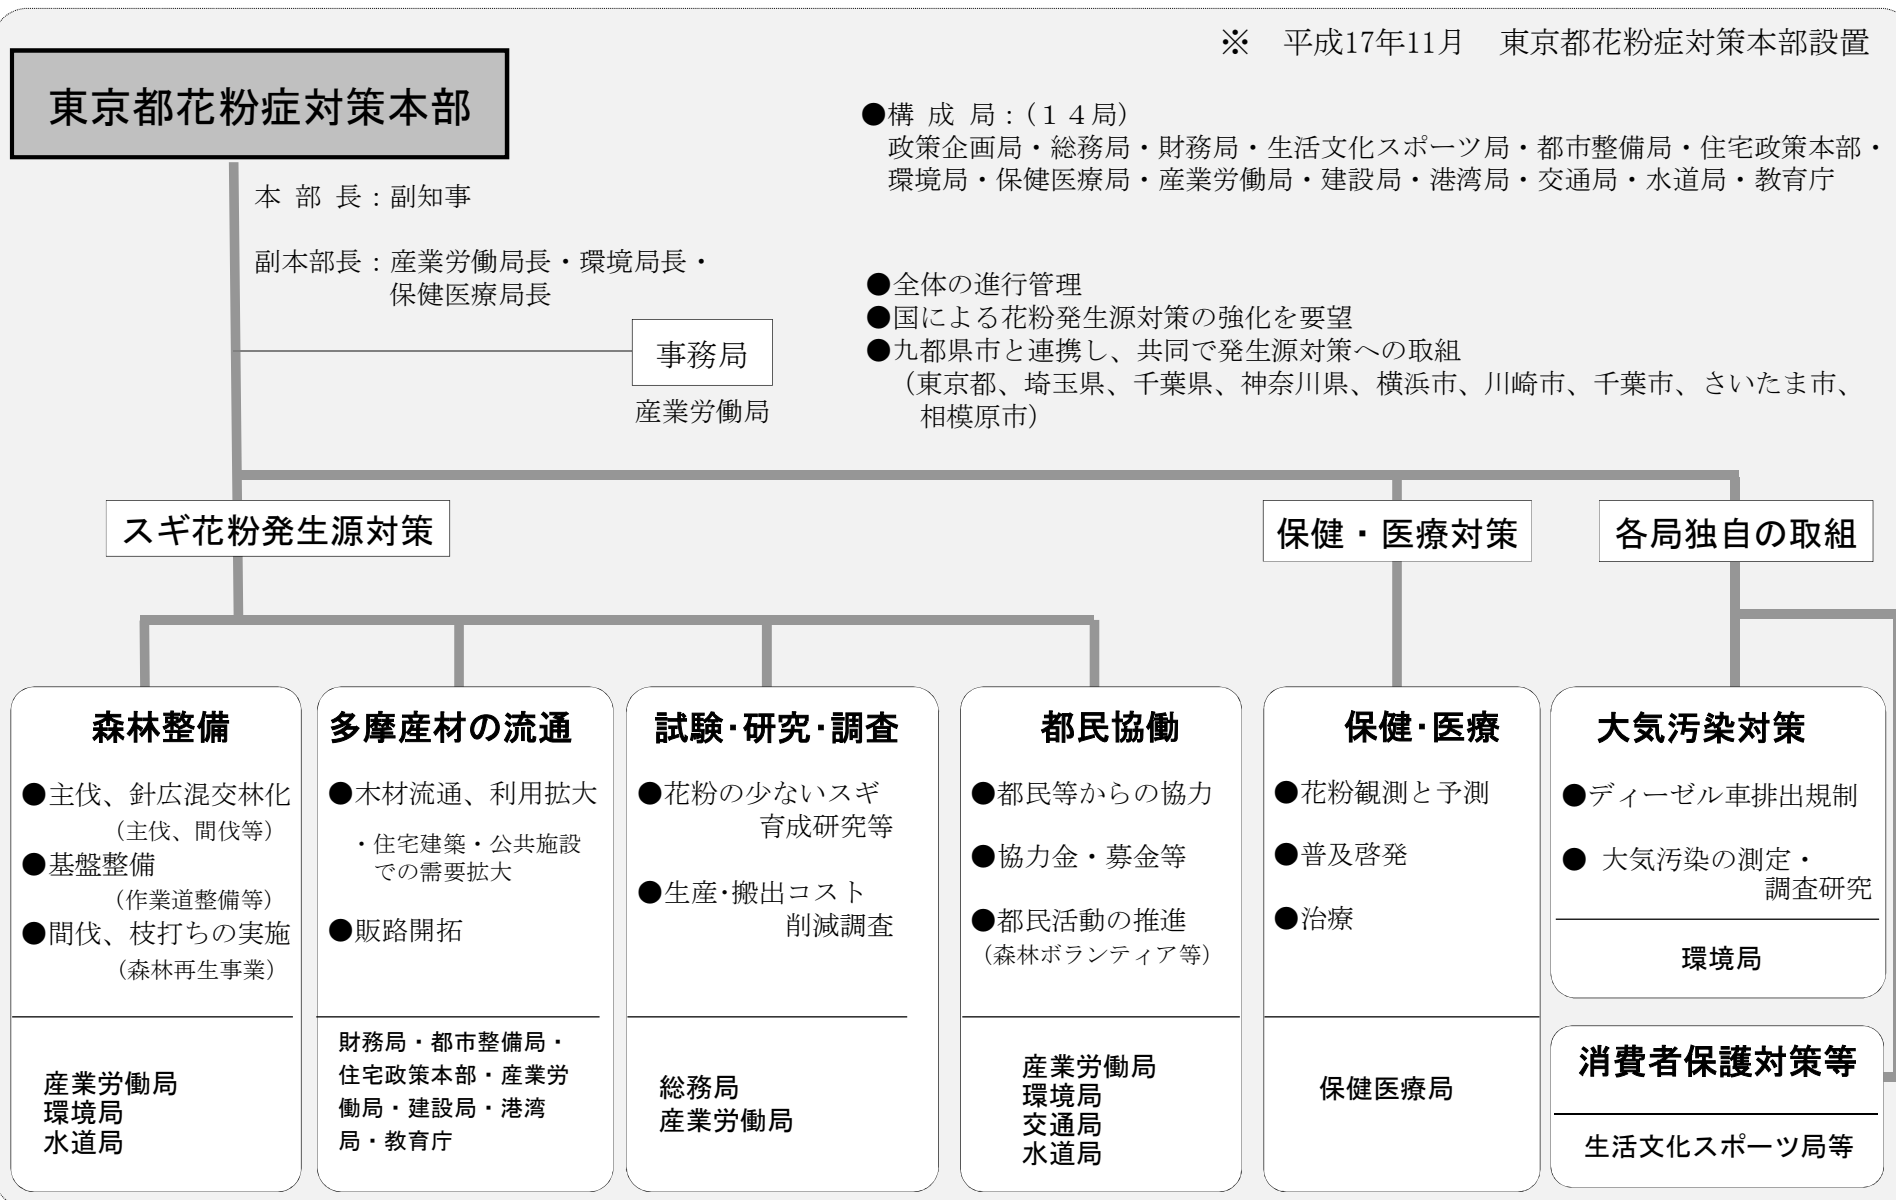 ※　平成17年11月　東京都花粉症対策本部設置
東京都花粉症対策本部
本 部 長：副知事
副本部長：産業労働局長・環境局長・
保健医療局長
事務局
産業労働局
●構 成 局：（１４局）
政策企画局・総務局・財務局・生活文化スポーツ局・都市整備局・住宅政策本部・
環境局・保健医療局・産業労働局・建設局・港湾局・交通局・水道局・教育庁
●全体の進行管理
●国による花粉発生源対策の強化を要望
●九都県市と連携し、共同で発生源対策への取組
（東京都、埼玉県、千葉県、神奈川県、横浜市、川崎市、千葉市、さいたま市、
相模原市）
スギ花粉発生源対策
保健・医療対策
各局独自の取組
森林整備
●主伐、針広混交林化
（主伐、間伐等）
●基盤整備
（作業道整備等）
●間伐、枝打ちの実施
（森林再生事業）
産業労働局
環境局
水道局
多摩産材の流通
●木材流通、利用拡大
・住宅建築・公共施設
での需要拡大
●販路開拓
財務局・都市整備局・
住宅政策本部・産業労
働局・建設局・港湾
局・教育庁
試験･研究･調査
●花粉の少ないスギ
育成研究等
●生産･搬出コスト
削減調査
総務局
産業労働局
都民協働
●都民等からの協力
●協力金・募金等
●都民活動の推進
（森林ボランティア等）
産業労働局
環境局
交通局
水道局
保健･医療
●花粉観測と予測
●普及啓発
●治療
保健医療局
大気汚染対策
●ディーゼル車排出規制
● 大気汚染の測定・
調査研究
環境局
消費者保護対策等
生活文化スポーツ局等